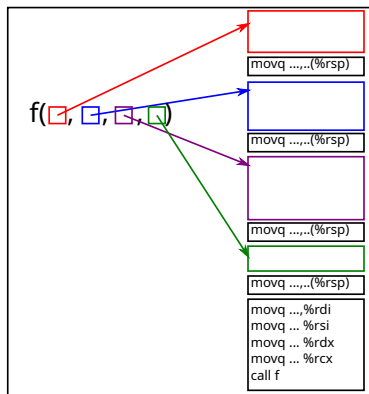 movq ...,..(%rsp)
f(□, □, □, □)
movq ...,..(%rsp)
movq ...,..(%rsp)
movq ...,..(%rsp)
movq ...,%rdi
movq ... %rsi
movq ... %rdx
movq ... %rcx
call f